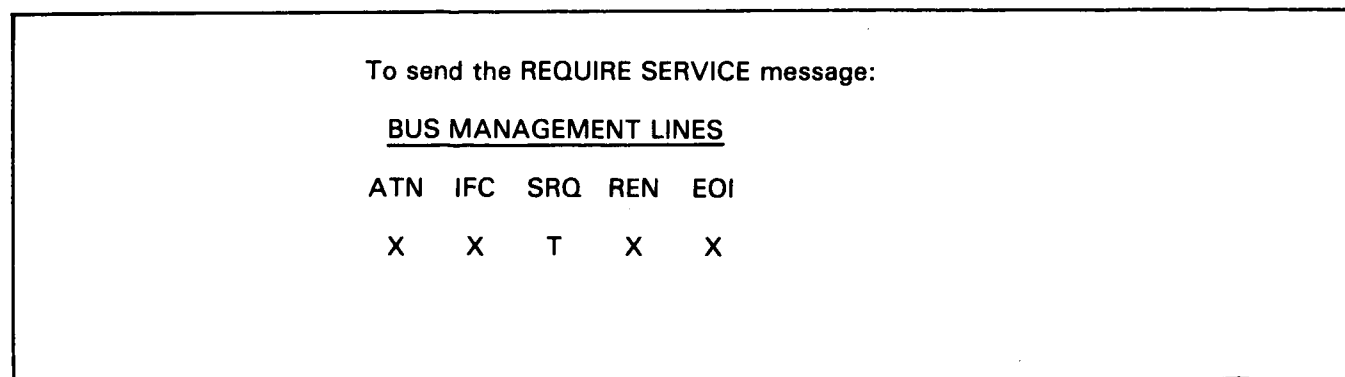 To send the REQUIRE SERVICE message:
BUS MANAGEMENT LINES
ATN IFC SRQ REN EOI
X X T X X